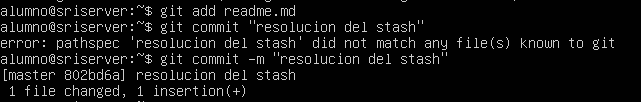 alumno@sriserver:~$ git add readme.md
alumno@sriserver:~$ git commit "resolucion del stash"
error: pathspec 'resolucion del stash' did not match any file(s) known to git
alumno@sriserver:~$ git commit -m "resolucion del stash"
[master 802bd6a] resolucion del stash
 1 file changed, 1 insertion(+)